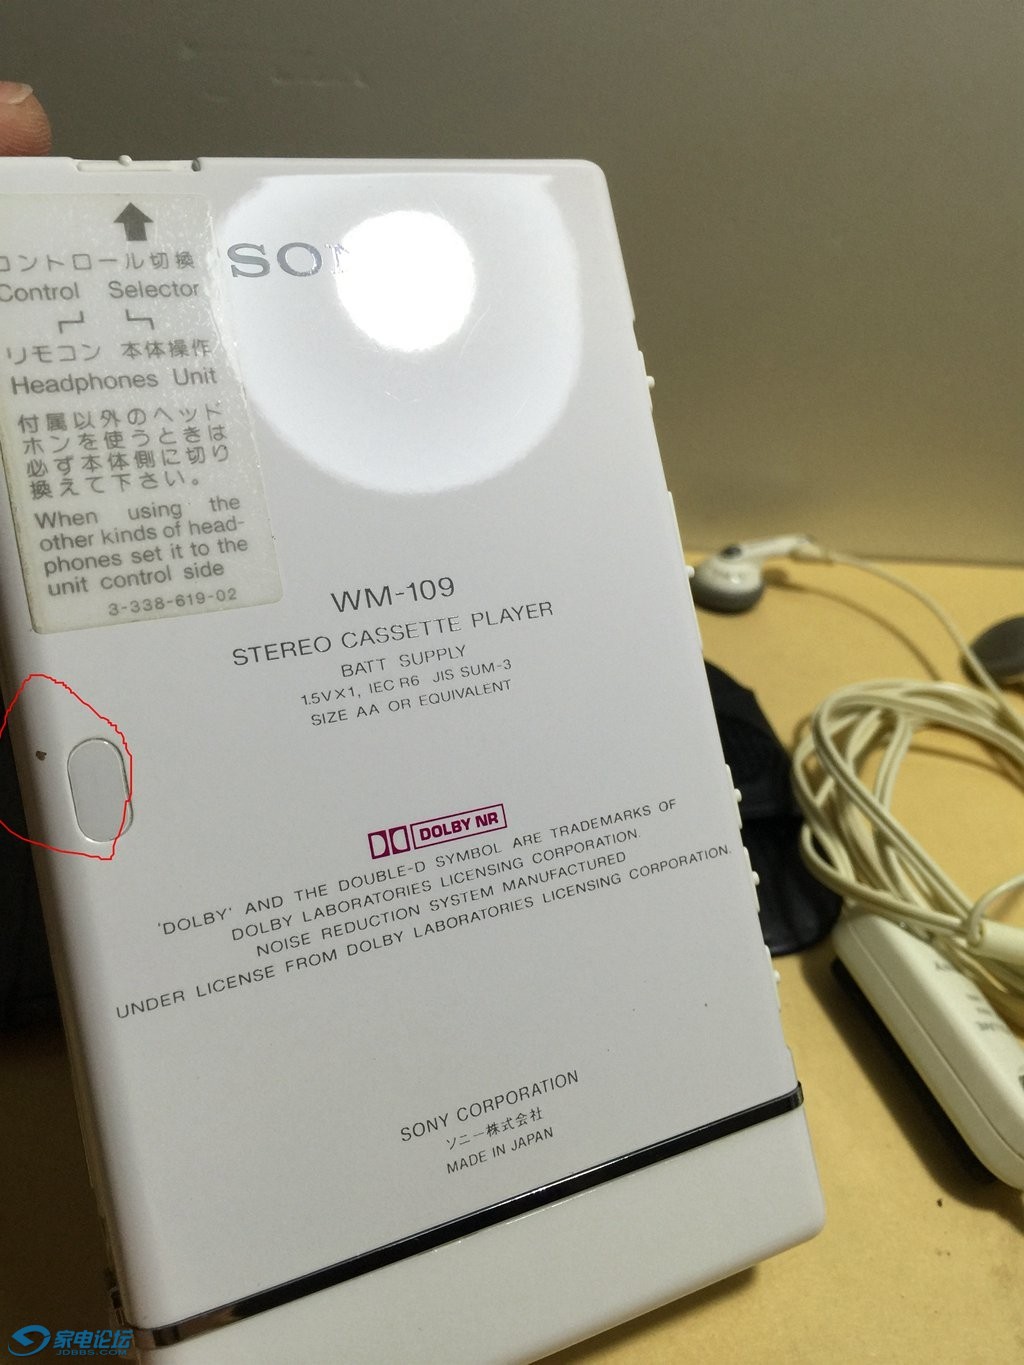 コントロール切換
Control Selector
リモコン 本体操作
Headphones Unit
付属以外のヘッド
ホンを使うときは
必ず本体側に切り
換えて下さい。
When using the
other kinds of head-
phones set it to the
unit control side
3-338-619-02
SON
WM-109
STEREO CASSETTE PLAYER
BATT SUPPLY
1.5V×1, IEC R6 JIS SUM-3
SIZE AA OR EQUIVALENT
DOLBY NR
'DOLBY' AND THE DOUBLE-D SYMBOL ARE TRADEMARKS OF
DOLBY LABORATORIES LICENSING CORPORATION.
NOISE REDUCTION SYSTEM MANUFACTURED
UNDER LICENSE FROM DOLBY LABORATORIES LICENSING CORPORATION.
SONY CORPORATION
ソニー株式会社
MADE IN JAPAN
家电论坛
JDBBS.COM